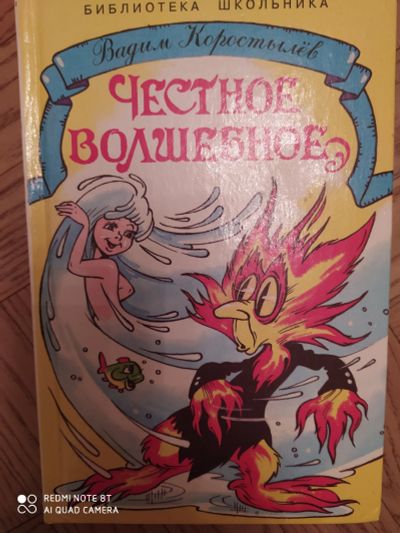 БИБЛИОТЕКА ШКОЛЬНИКА
Вадим Коростылёв
ЧЕСТНОЕ
ВОЛШЕБНОЕ
REDMI NOTE 8T
AI QUAD CAMERA